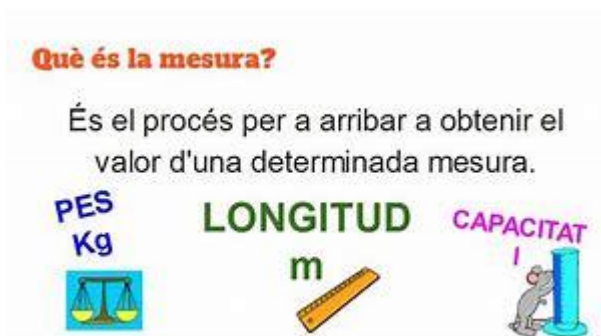 Què és la mesura?
És el procés per a arribar a obtenir el
valor d'una determinada mesura.
PES
Kg
LONGITUD
m
CAPACITAT
l